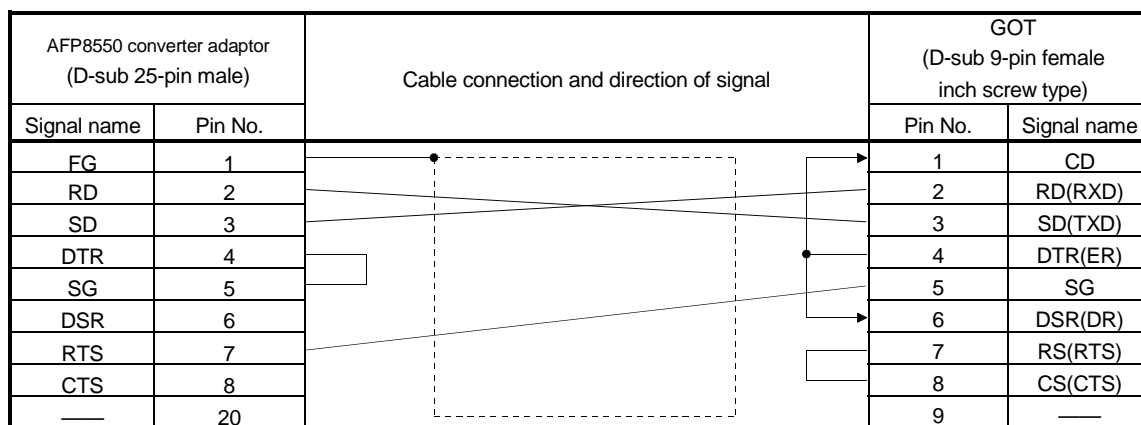 AFP8550 converter adaptor
(D-sub 25-pin male)
Cable connection and direction of signal
GOT
(D-sub 9-pin female
inch screw type)
Signal name Pin No. Pin No. Signal name
FG 1 1 CD
RD 2 2 RD(RXD)
SD 3 3 SD(TXD)
DTR 4 4 DTR(ER)
SG 5 5 SG
DSR 6 6 DSR(DR)
RTS 7 7 RS(RTS)
CTS 8 8 CS(CTS)
—— 20 9 ——